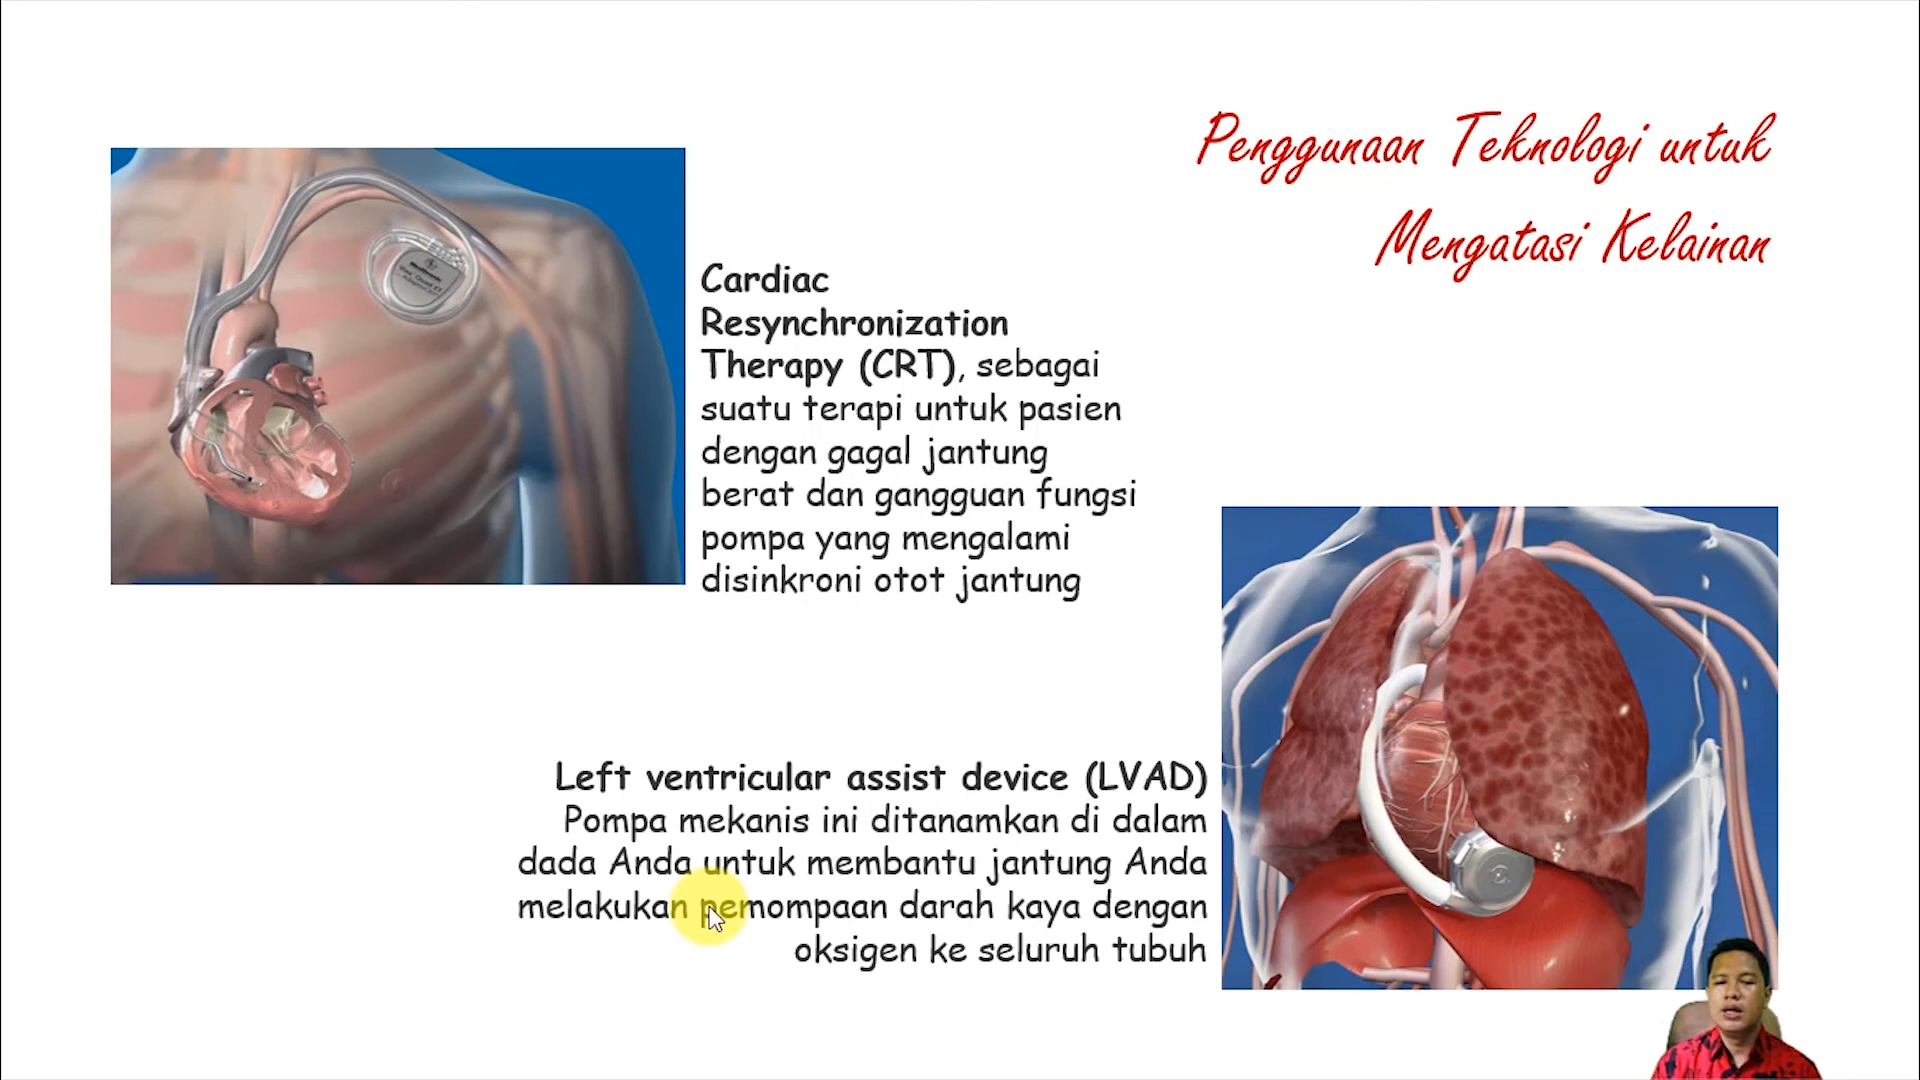 Penggunaan Teknologi untuk
Mengatasi Kelainan
Cardiac
Resynchronization
Therapy (CRT), sebagai
suatu terapi untuk pasien
dengan gagal jantung
berat dan gangguan fungsi
pompa yang mengalami
disinkroni otot jantung
Left ventricular assist device (LVAD)
Pompa mekanis ini ditanamkan di dalam
dada Anda untuk membantu jantung Anda
melakukan pemompaan darah kaya dengan
oksigen ke seluruh tubuh